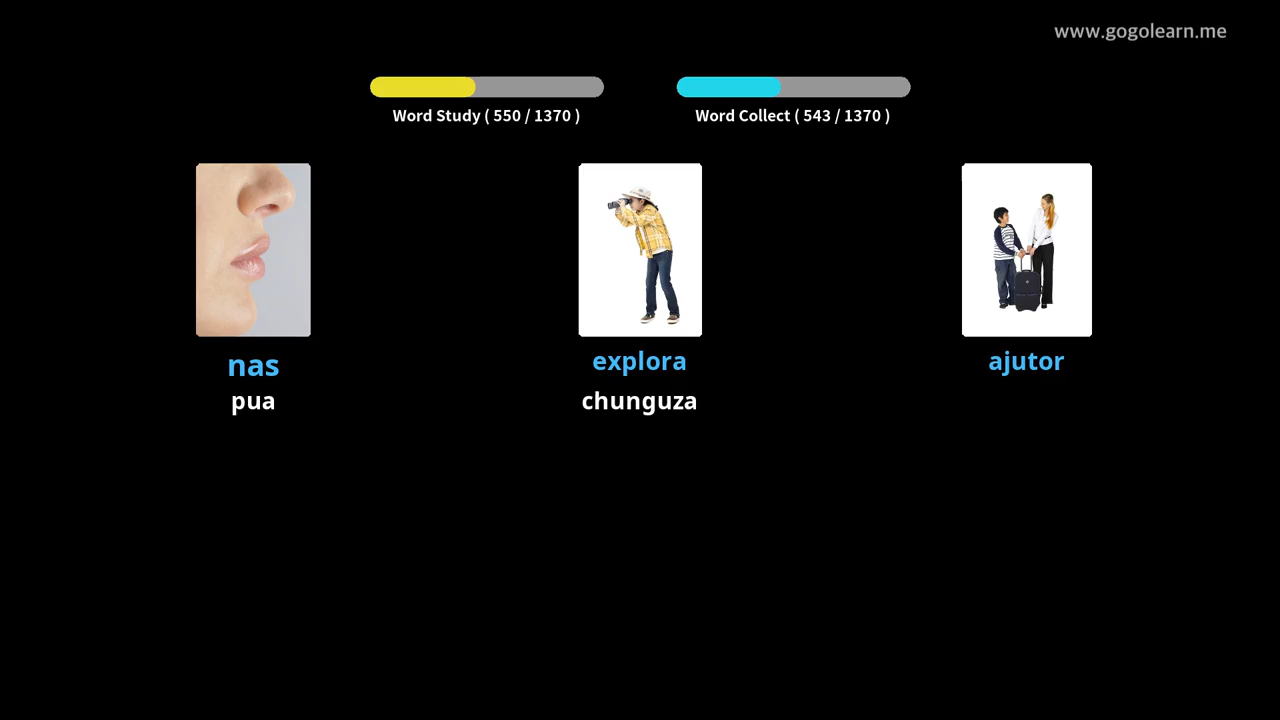 www.gogolearn.me
Word Study ( 550 / 1370 )
Word Collect ( 543 / 1370 )
nas
pua
explora
chunguza
ajutor